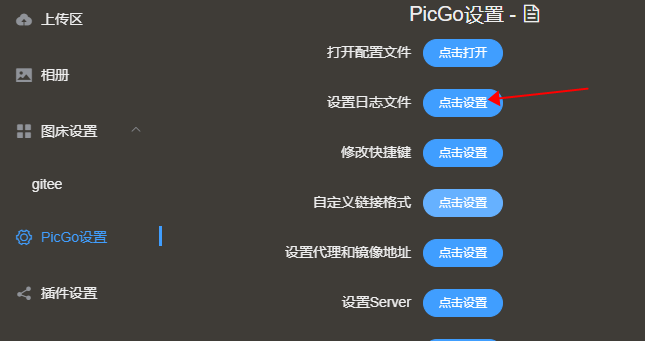 上传区
相册
图床设置
gitee
PicGo设置
插件设置
PicGo设置 -
打开配置文件 点击打开
设置日志文件 点击设置
修改快捷键 点击设置
自定义链接格式 点击设置
设置代理和镜像地址 点击设置
设置Server 点击设置